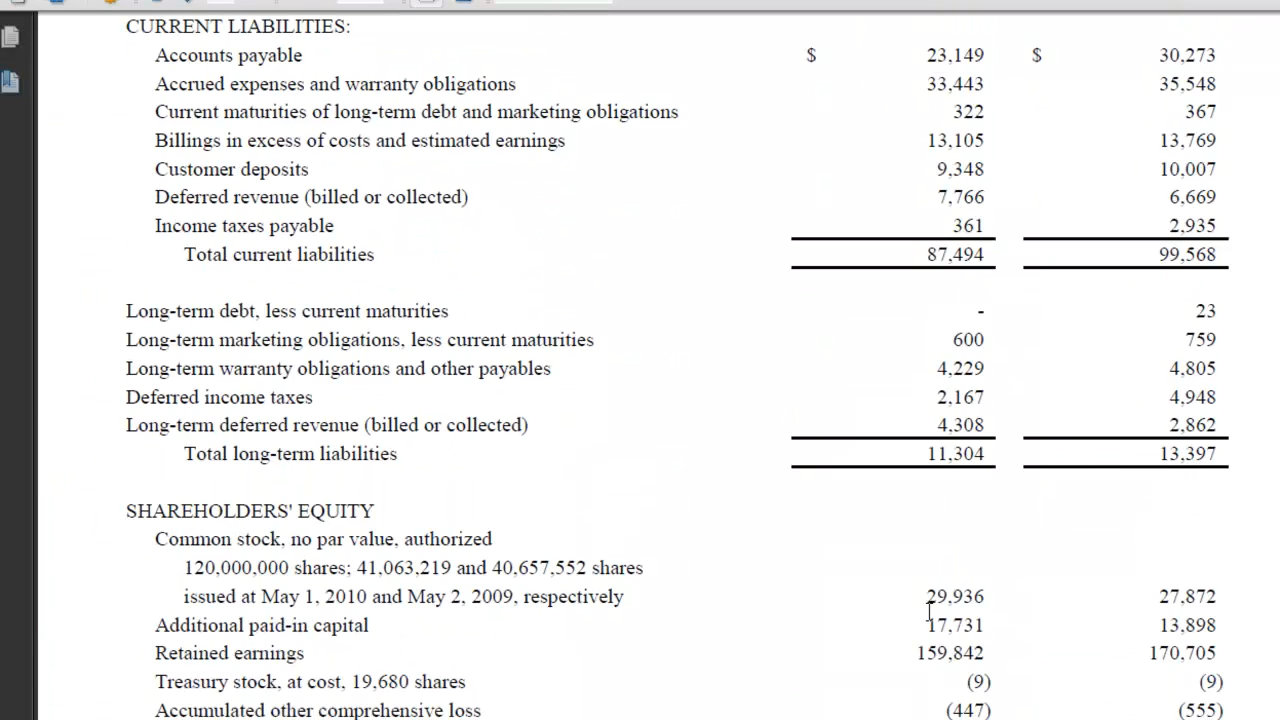 CURRENT LIABILITIES:
Accounts payable $ 23,149 $ 30,273
Accrued expenses and warranty obligations 33,443 35,548
Current maturities of long-term debt and marketing obligations 322 367
Billings in excess of costs and estimated earnings 13,105 13,769
Customer deposits 9,348 10,007
Deferred revenue (billed or collected) 7,766 6,669
Income taxes payable 361 2,935
Total current liabilities 87,494 99,568
Long-term debt, less current maturities - 23
Long-term marketing obligations, less current maturities 600 759
Long-term warranty obligations and other payables 4,229 4,805
Deferred income taxes 2,167 4,948
Long-term deferred revenue (billed or collected) 4,308 2,862
Total long-term liabilities 11,304 13,397
SHAREHOLDERS' EQUITY
Common stock, no par value, authorized
120,000,000 shares; 41,063,219 and 40,657,552 shares
issued at May 1, 2010 and May 2, 2009, respectively 29,936 27,872
Additional paid-in capital 17,731 13,898
Retained earnings 159,842 170,705
Treasury stock, at cost, 19,680 shares (9) (9)
Accumulated other comprehensive loss (447) (555)